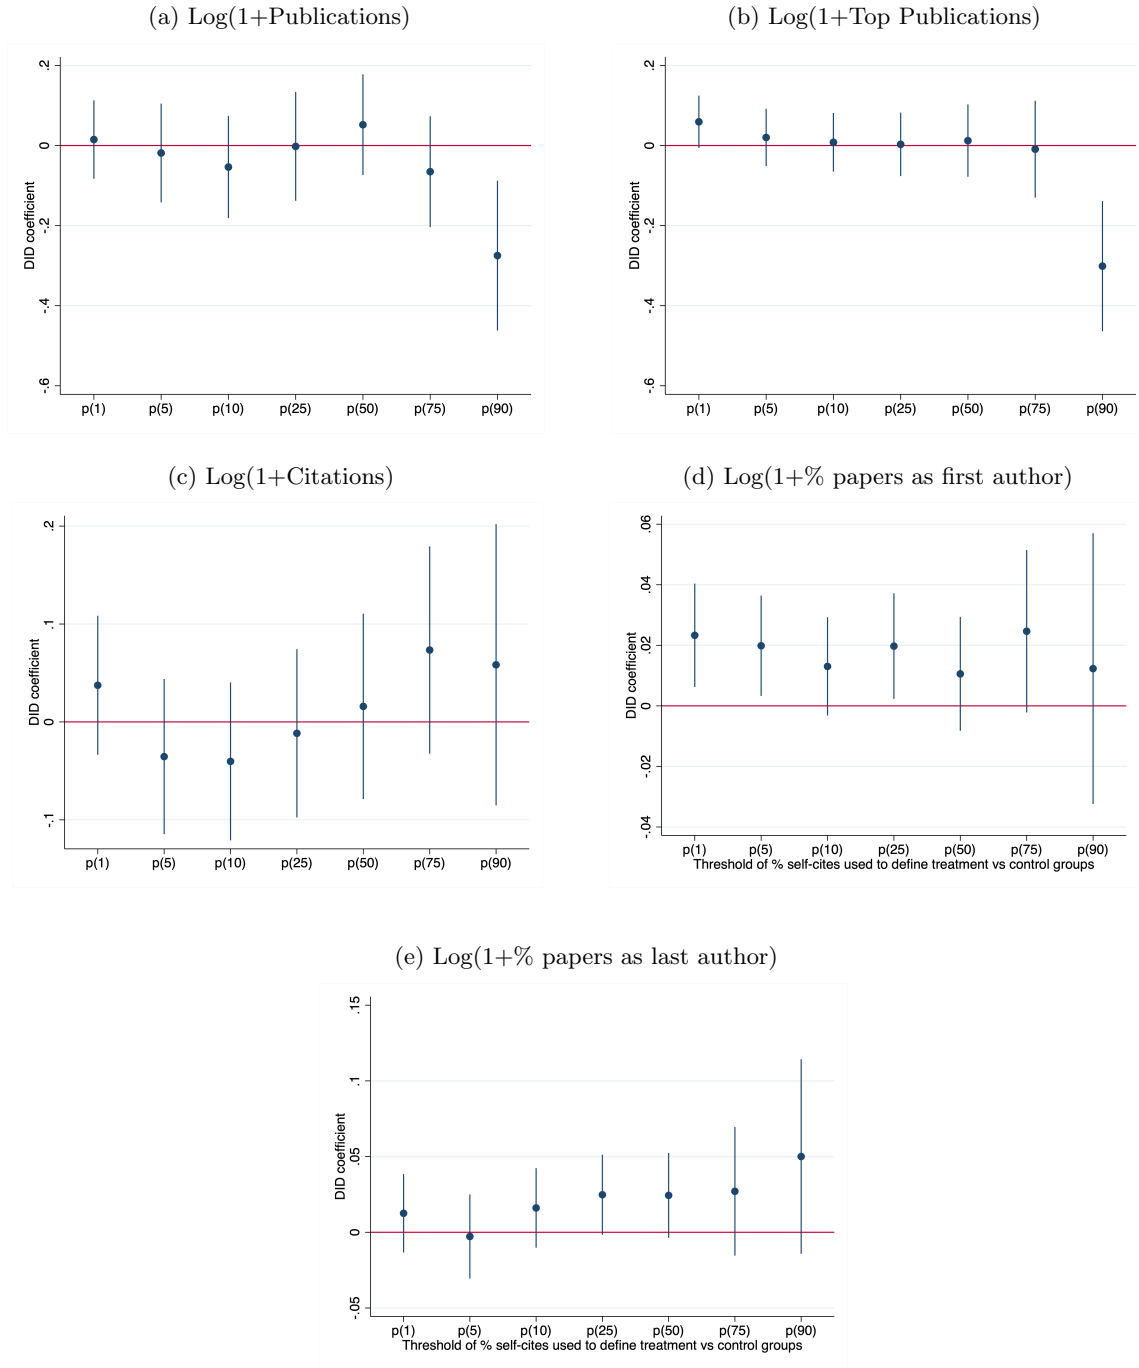 (a) Log(1+Publications)
(b) Log(1+Top Publications)
DID coefficient
.2
0
-.2
-.4
-.6
p(1) p(5) p(10) p(25) p(50) p(75) p(90)
DID coefficient
.2
0
-.2
-.4
-.6
p(1) p(5) p(10) p(25) p(50) p(75) p(90)
(c) Log(1+Citations)
(d) Log(1+% papers as first author)
DID coefficient
.2
.1
0
-.1
p(1) p(5) p(10) p(25) p(50) p(75) p(90)
DID coefficient
.06
.04
.02
0
-.02
-.04
p(1) p(5) p(10) p(25) p(50) p(75) p(90)
Threshold of % self-cites used to define treatment vs control groups
(e) Log(1+% papers as last author)
DID coefficient
.15
.1
.05
0
-.05
p(1) p(5) p(10) p(25) p(50) p(75) p(90)
Threshold of % self-cites used to define treatment vs control groups